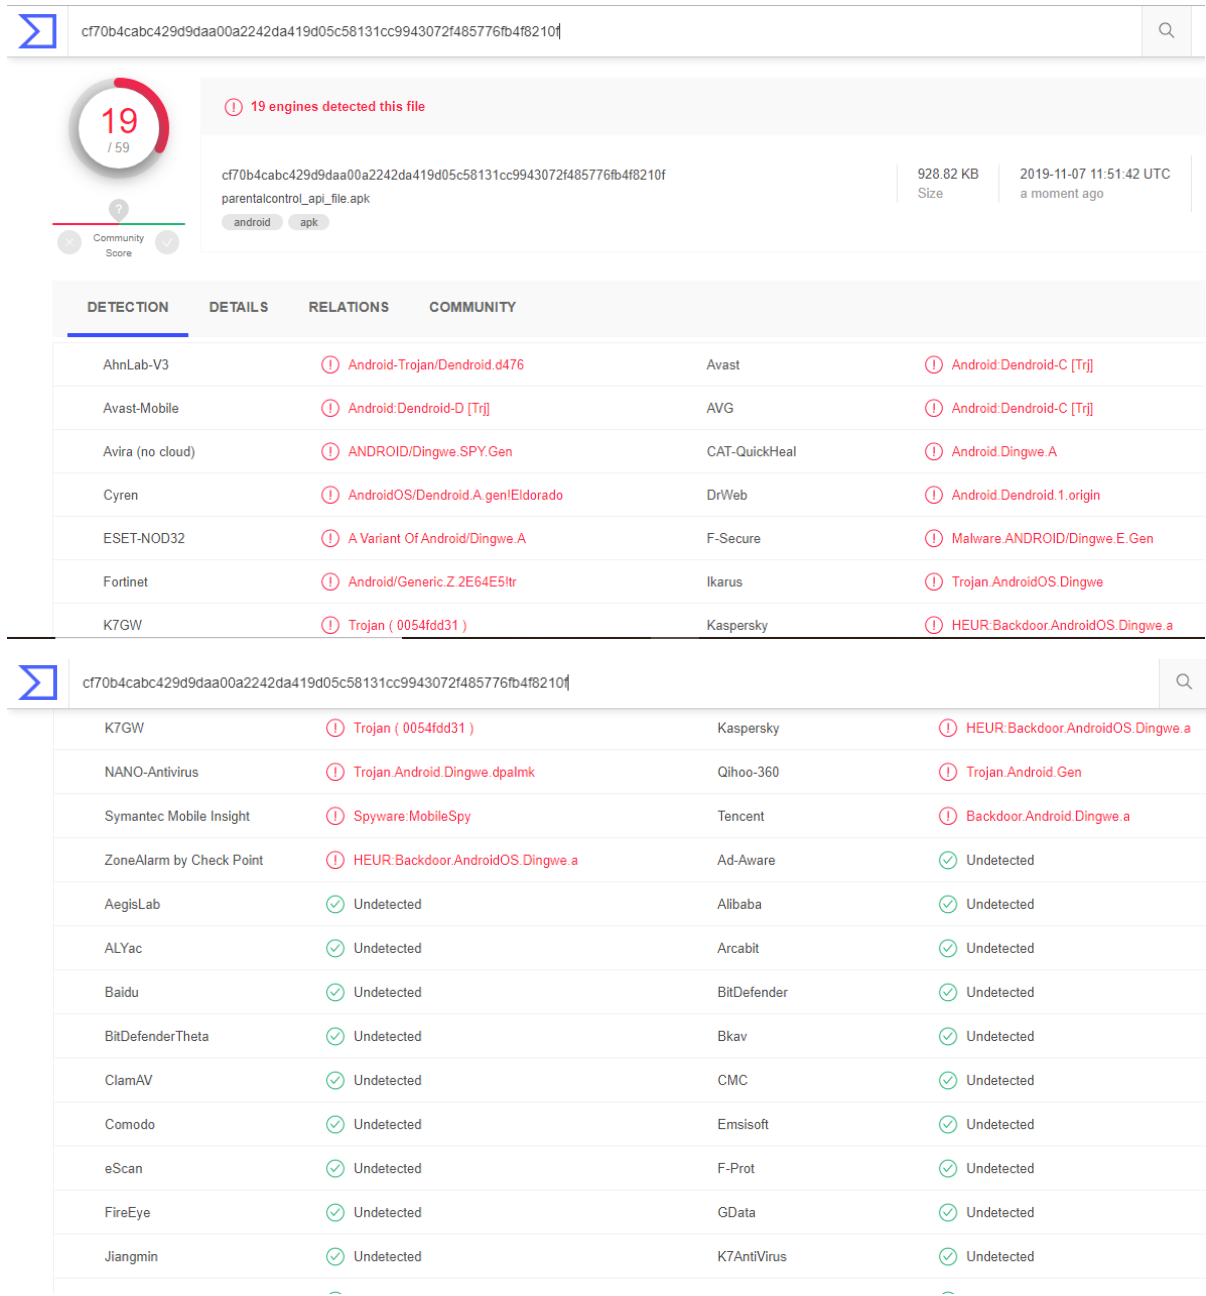 cf70b4cabc429d9daa00a2242da419d05c58131cc9943072f485776fb4f8210f
19
/ 59
19 engines detected this file
cf70b4cabc429d9daa00a2242da419d05c58131cc9943072f485776fb4f8210f
parentalcontrol_api_file.apk
android apk
928.82 KB
Size
2019-11-07 11:51:42 UTC
a moment ago
?
Community
Score
DETECTION DETAILS RELATIONS COMMUNITY
AhnLab-V3 Android-Trojan/Dendroid.d476 Avast Android:Dendroid-C [Trj]
Avast-Mobile Android:Dendroid-D [Trj] AVG Android:Dendroid-C [Trj]
Avira (no cloud) ANDROID/Dingwe.SPY.Gen CAT-QuickHeal Android.Dingwe.A
Cyren AndroidOS/Dendroid.A.gen!Eldorado DrWeb Android.Dendroid.1.origin
ESET-NOD32 A Variant Of Android/Dingwe.A F-Secure Malware.ANDROID/Dingwe.E.Gen
Fortinet Android/Generic.Z.2E64E5!tr Ikarus Trojan.AndroidOS.Dingwe
K7GW Trojan ( 0054fdd31 ) Kaspersky HEUR:Backdoor.AndroidOS.Dingwe.a
cf70b4cabc429d9daa00a2242da419d05c58131cc9943072f485776fb4f8210f
K7GW Trojan ( 0054fdd31 ) Kaspersky HEUR:Backdoor.AndroidOS.Dingwe.a
NANO-Antivirus Trojan.Android.Dingwe.dpalmk Qihoo-360 Trojan.Android.Gen
Symantec Mobile Insight Spyware:MobileSpy Tencent Backdoor.Android.Dingwe.a
ZoneAlarm by Check Point HEUR:Backdoor.AndroidOS.Dingwe.a Ad-Aware Undetected
AegisLab Undetected Alibaba Undetected
ALYac Undetected Arcabit Undetected
Baidu Undetected BitDefender Undetected
BitDefenderTheta Undetected Bkav Undetected
ClamAV Undetected CMC Undetected
Comodo Undetected Emsisoft Undetected
eScan Undetected F-Prot Undetected
FireEye Undetected GData Undetected
Jiangmin Undetected K7AntiVirus Undetected